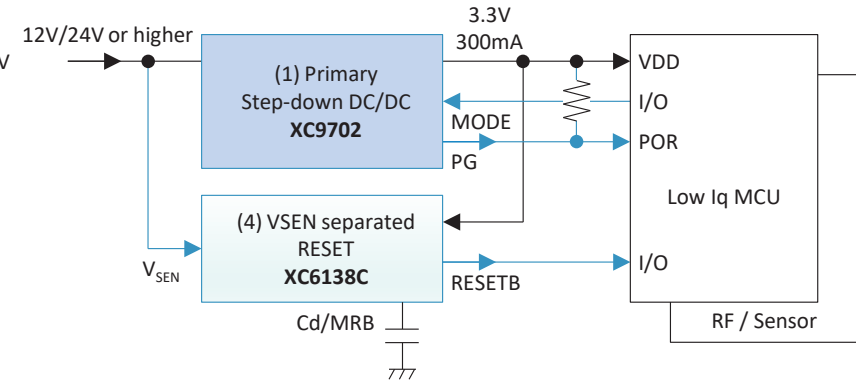 3.3V
12V/24V or higher
300mA
V
(1) Primary
Step-down DC/DC
XC9702
VDD
I/O
MODE
POR
PG
Low Iq MCU
(4) VSEN separated
RESET
XC6138C
VSEN
RESETB
I/O
Cd/MRB
RF / Sensor